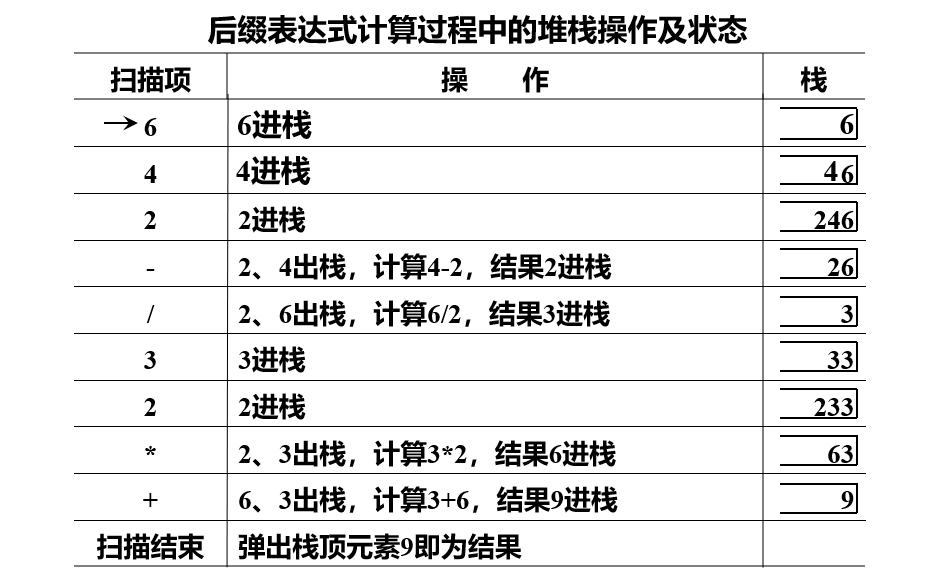 后缀表达式计算过程中的堆栈操作及状态
扫描项 操 作 栈
→6 6进栈 6
4 4进栈 46
2 2进栈 246
- 2、4出栈，计算4-2，结果2进栈 26
/ 2、6出栈，计算6/2，结果3进栈 3
3 3进栈 33
2 2进栈 233
* 2、3出栈，计算3*2，结果6进栈 63
+ 6、3出栈，计算3+6，结果9进栈 9
扫描结束 弹出栈顶元素9即为结果